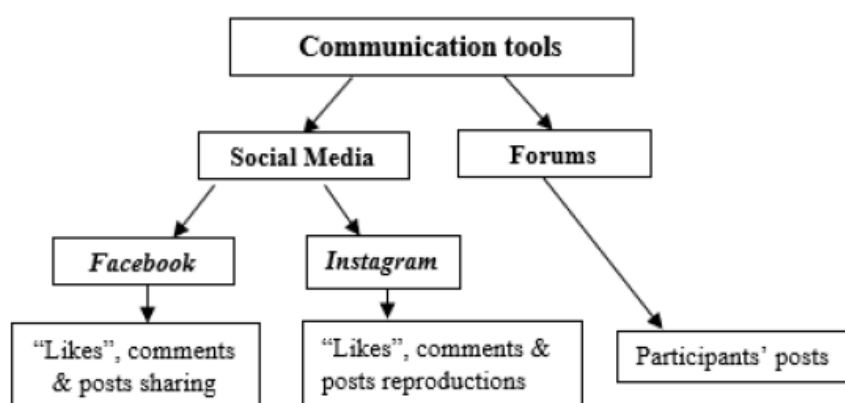 Communication tools
Social Media
Forums
Facebook
Instagram
“Likes”, comments
& posts sharing
“Likes”, comments &
posts reproductions
Participants’ posts